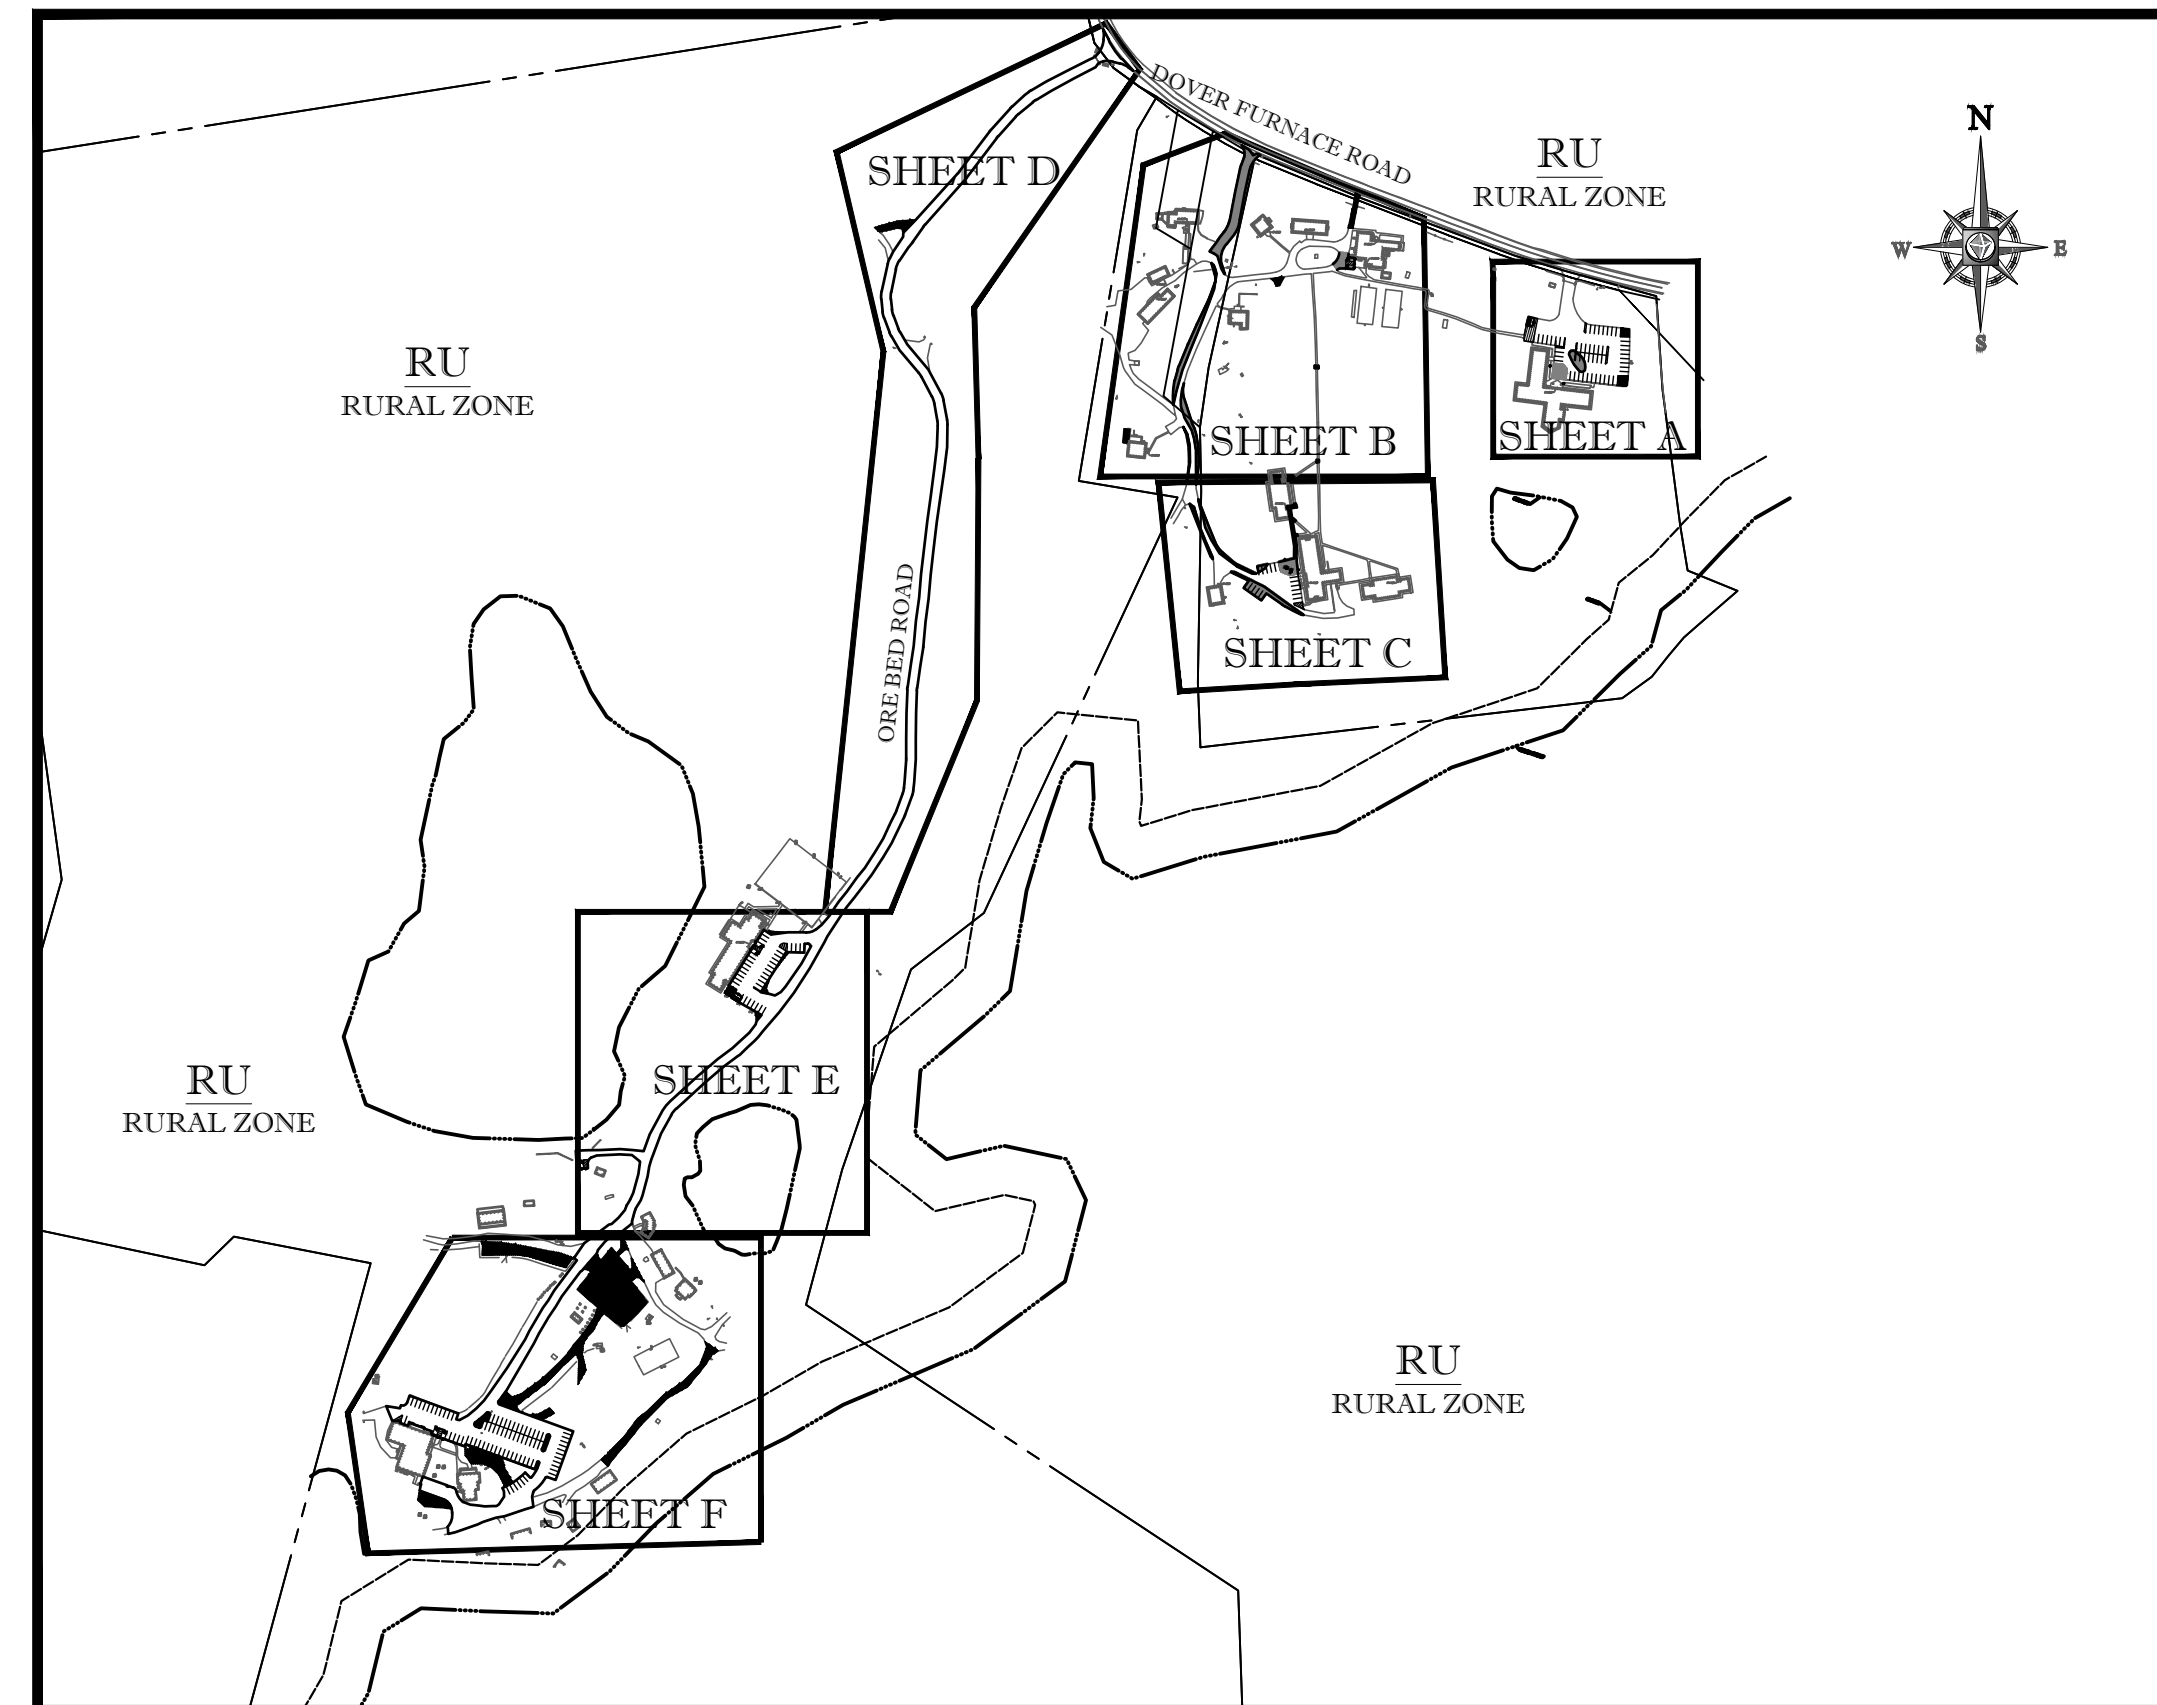 DOVER FURNACE ROAD
N
W
E
S
RU
RURAL ZONE
SHEET D
RU
RURAL ZONE
SHEET B
SHEET A
ORE BED ROAD
SHEET C
RU
RURAL ZONE
SHEET E
RU
RURAL ZONE
SHEET F